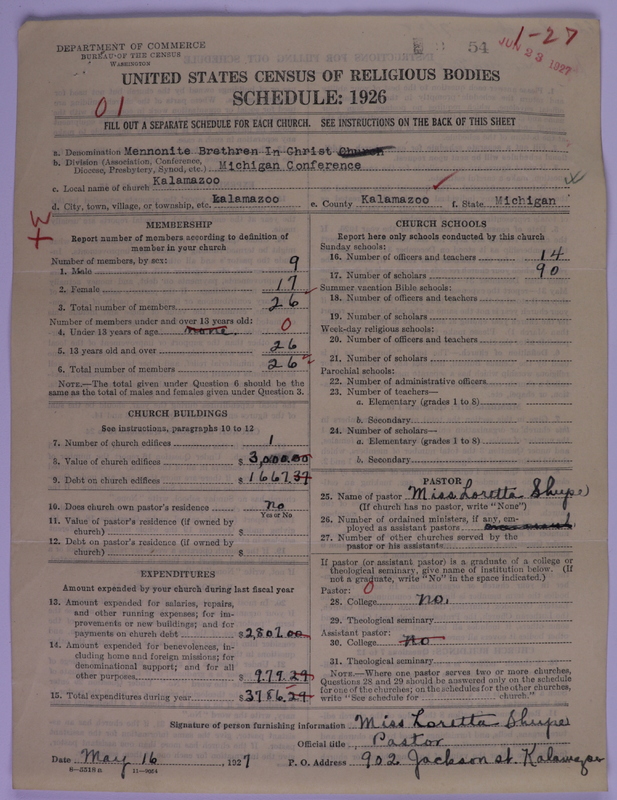 1-27
54 JUN 23 1927
DEPARTMENT OF COMMERCE
BUREAU OF THE CENSUS
WASHINGTON
UNITED STATES CENSUS OF RELIGIOUS BODIES
SCHEDULE: 1926
01
FILL OUT A SEPARATE SCHEDULE FOR EACH CHURCH. SEE INSTRUCTIONS ON THE BACK OF THIS SHEET
a. Denomination Mennonite Brethren In Christ Church
b. Division (Association, Conference, Diocese, Presbytery, Synod, etc.) Michigan Conference
c. Local name of church Kalamazoo
d. City, town, village, or township, etc. Kalamazoo e. County Kalamazoo f. State Michigan
MEMBERSHIP
Report number of members according to definition of
member in your church
Number of members, by sex:
1. Male 9
2. Female 17
3. Total number of members 26
Number of members under and over 13 years old:
4. Under 13 years of age none 0
5. 13 years old and over 26
6. Total number of members 26
NOTE.—The total given under Question 6 should be the
same as the total of males and females given under Question 3.
CHURCH BUILDINGS
See instructions, paragraphs 10 to 12
7. Number of church edifices 1
8. Value of church edifices $ 3,000.00
9. Debt on church edifices $ 1667.37
10. Does church own pastor's residence no
Yes or No
11. Value of pastor's residence (if owned by
church) $
12. Debt on pastor's residence (if owned by
church) $
EXPENDITURES
Amount expended by your church during last fiscal year
13. Amount expended for salaries, repairs,
and other running expenses; for im-
provements or new buildings; and for
payments on church debt $ 2,807.00
14. Amount expended for benevolences, in-
cluding home and foreign missions; for
denominational support; and for all
other purposes $ 979.29
15. Total expenditures during year $ 3786.29
CHURCH SCHOOLS
Report here only schools conducted by this church
Sunday schools:
16. Number of officers and teachers 14
17. Number of scholars 90
Summer vacation Bible schools:
18. Number of officers and teachers
19. Number of scholars
Week-day religious schools:
20. Number of officers and teachers
21. Number of scholars
Parochial schools:
22. Number of administrative officers
23. Number of teachers—
a. Elementary (grades 1 to 8)
b. Secondary
24. Number of scholars—
a. Elementary (grades 1 to 8)
b. Secondary
PASTOR
25. Name of pastor Miss Loretta Shupe
(If church has no pastor, write "None")
26. Number of ordained ministers, if any, em-
ployed as assistant pastors
27. Number of other churches served by the
pastor or his assistants
If pastor (or assistant pastor) is a graduate of a college or
theological seminary, give name of institution below. (If
not a graduate, write "No" in the space indicated.)
Pastor: 0
28. College no.
29. Theological seminary
Assistant pastor:
30. College no
31. Theological seminary
NOTE.—Where one pastor serves two or more churches,
Questions 28 and 29 should be answered only on the schedule
for one of the churches; on the schedules for the other churches,
write "See schedule for church."
Signature of person furnishing information Miss Loretta Shupe
Official title Pastor
Date May 16, 1927 P. O. Address 902 Jackson st. Kalamazoo
8-5518a 11-9054